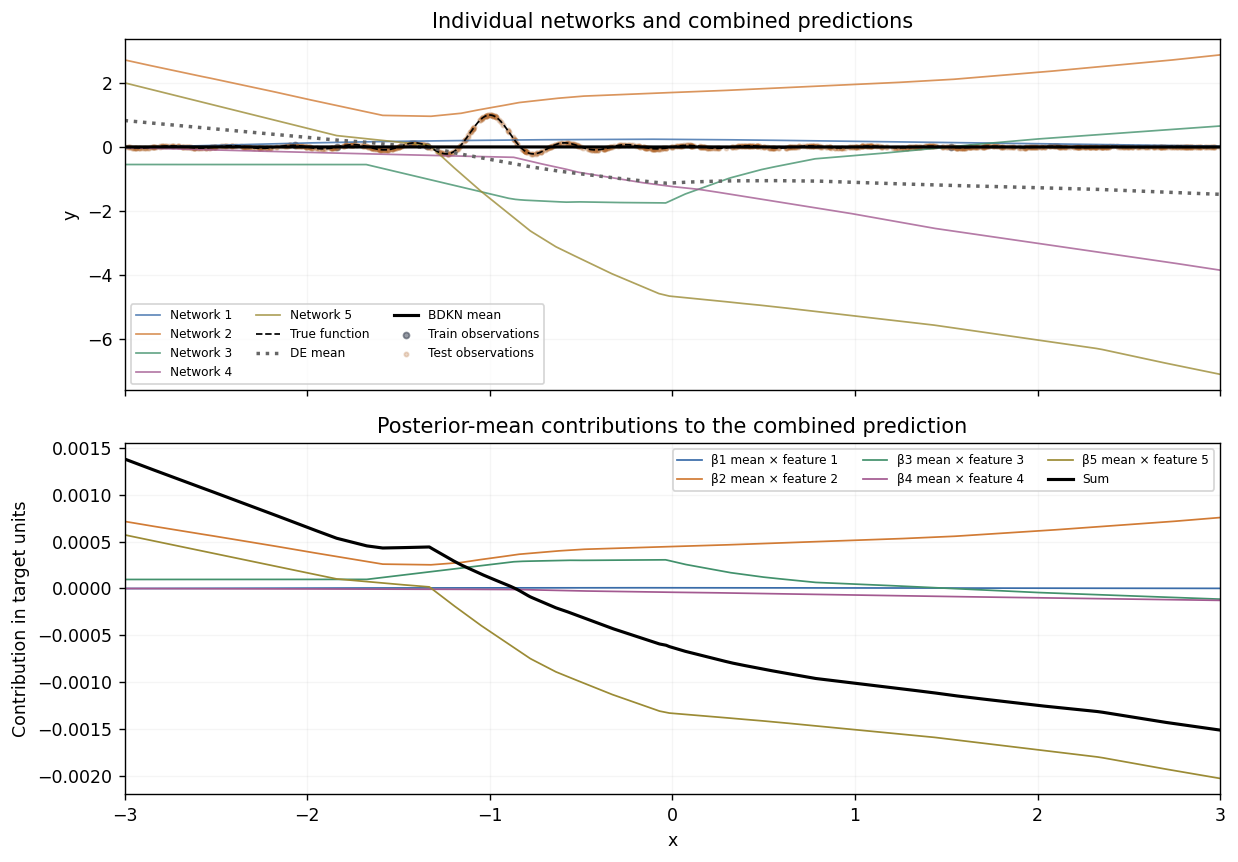 Individual networks and combined predictions
2
0
−2
−4
−6
y
Network 1
Network 2
Network 3
Network 4
Network 5
True function
DE mean
BDKN mean
Train observations
Test observations
Posterior-mean contributions to the combined prediction
0.0015
0.0010
0.0005
0.0000
−0.0005
−0.0010
−0.0015
−0.0020
Contribution in target units
β1 mean × feature 1
β2 mean × feature 2
β3 mean × feature 3
β4 mean × feature 4
β5 mean × feature 5
Sum
−3 −2 −1 0 1 2 3
x